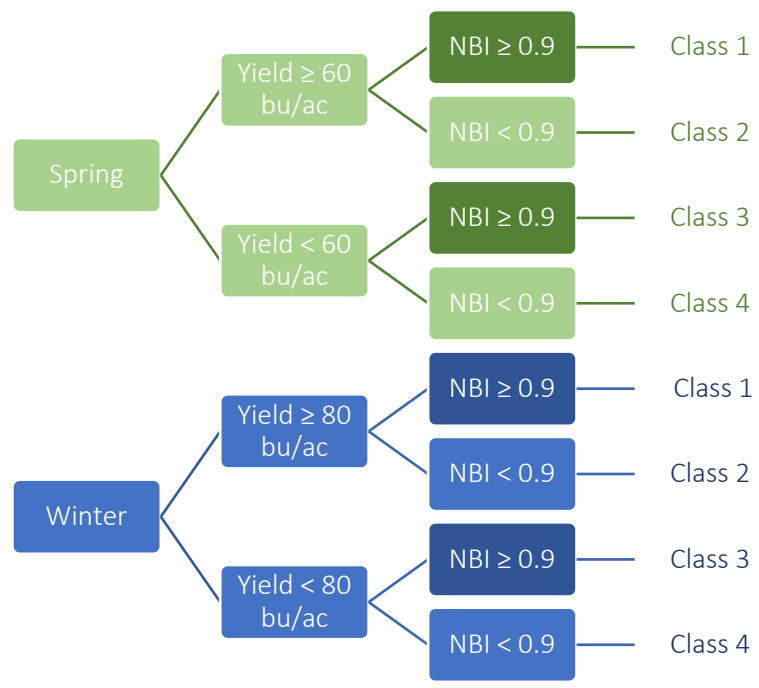 Spring
Yield ≥ 60
bu/ac
NBI ≥ 0.9
Class 1
NBI < 0.9
Class 2
Yield < 60
bu/ac
NBI ≥ 0.9
Class 3
NBI < 0.9
Class 4
Winter
Yield ≥ 80
bu/ac
NBI ≥ 0.9
Class 1
NBI < 0.9
Class 2
Yield < 80
bu/ac
NBI ≥ 0.9
Class 3
NBI < 0.9
Class 4